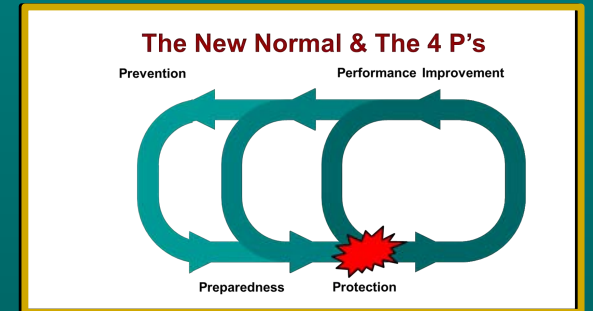 The New Normal & The 4 P's
Prevention
Performance Improvement
Preparedness
Protection